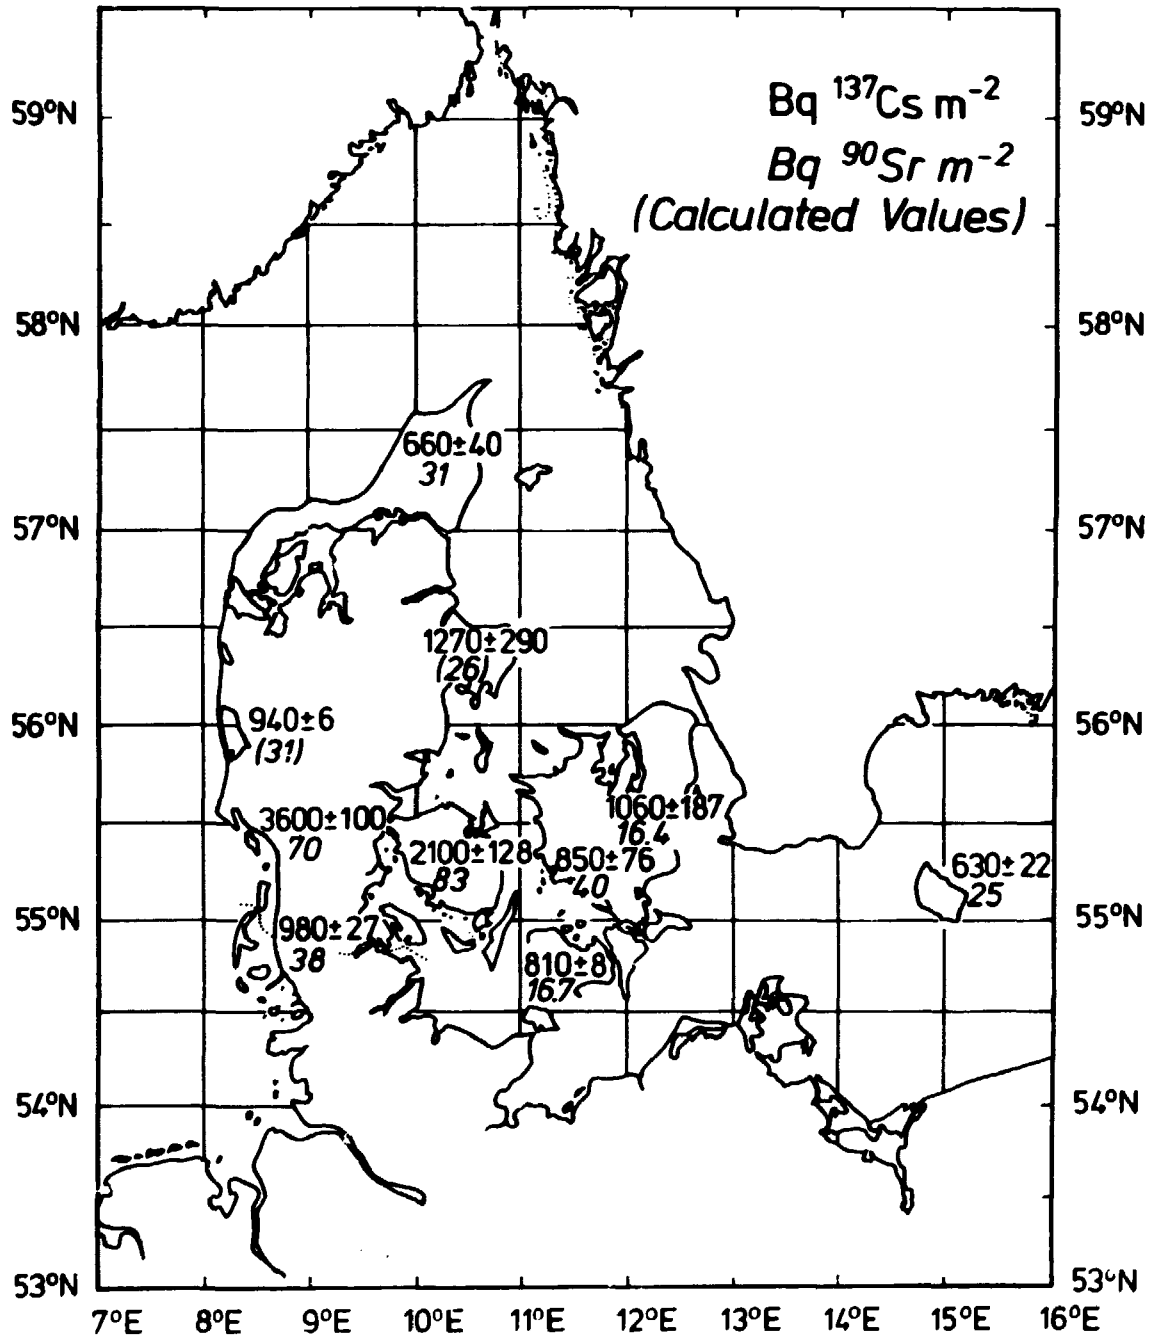 Bq ¹³⁷Cs m⁻²
Bq ⁹⁰Sr m⁻²
(Calculated Values)
59°N
59°N
58°N
58°N
660±40
31
57°N
57°N
1270±290
(26)
940±6
(31)
56°N
56°N
1060±187
16.4
3600±100
70
2100±128
83
850±76
40
630±22
25
55°N
55°N
980±27
38
810±8
16.7
54°N
54°N
53°N
53°N
7°E 8°E 9°E 10°E 11°E 12°E 13°E 14°E 15°E 16°E